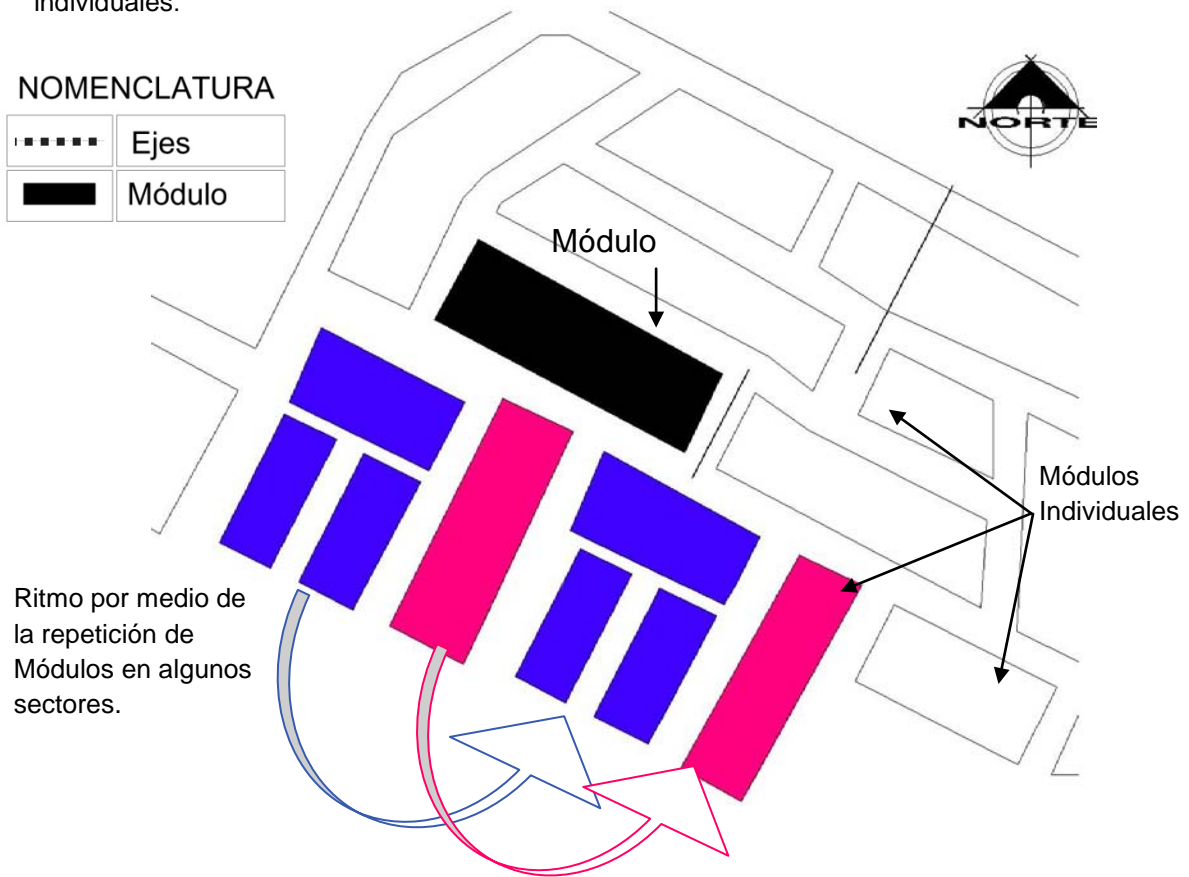 individuales.
NOMENCLATURA
Ejes
Módulo
NORTE
Módulo
Módulos
Individuales
Ritmo por medio de
la repetición de
Módulos en algunos
sectores.